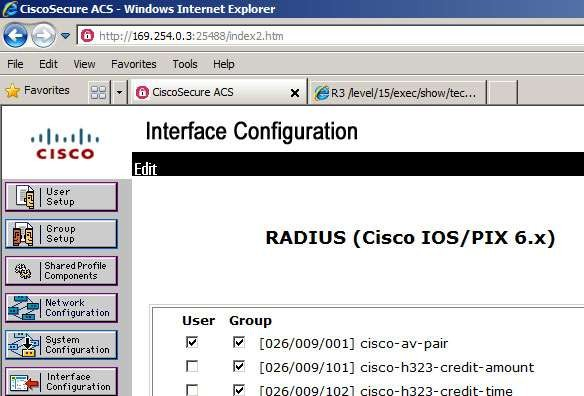 CiscoSecure ACS - Windows Internet Explorer
http://169.254.0.3:25488/index2.htm
File Edit View Favorites Tools Help
Favorites CiscoSecure ACS R3 /level/15/exec/show/tec...
CISCO
Interface Configuration
Edit
User
Setup
Group
Setup
Shared Profile
Components
Network
Configuration
System
Configuration
Interface
Configuration
RADIUS (Cisco IOS/PIX 6.x)
User Group
[026/009/001] cisco-av-pair
[026/009/101] cisco-h323-credit-amount
[026/009/102] cisco-h323-credit-time